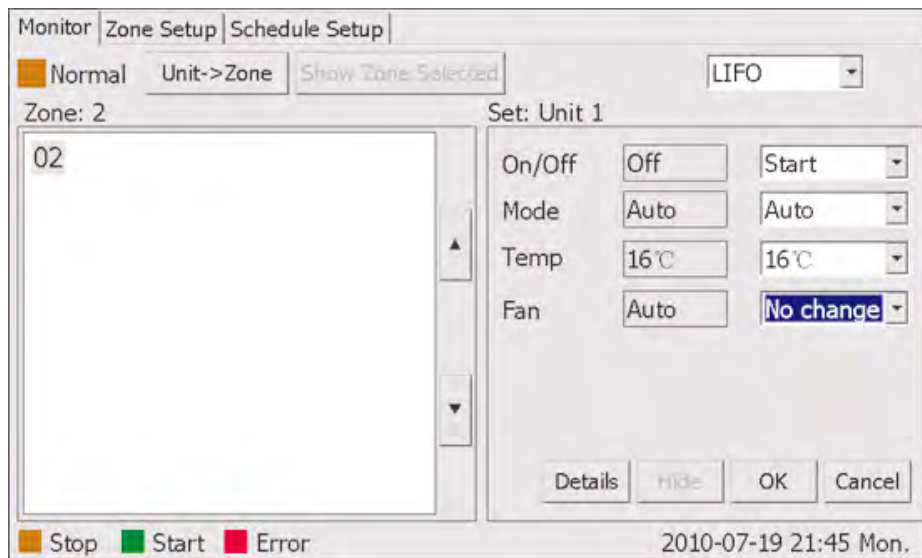 Monitor Zone Setup Schedule Setup
Normal Unit->Zone Show Zone Selected LIFO
Zone: 2 Set: Unit 1
02
On/Off Off Start
Mode Auto Auto
Temp 16℃ 16℃
Fan Auto No change
Details Hide OK Cancel
Stop Start Error 2010-07-19 21:45 Mon.